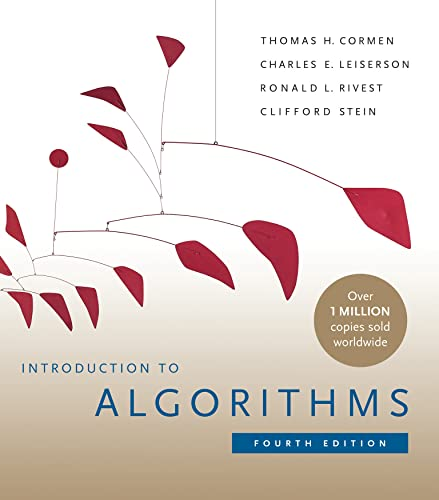 THOMAS H. CORMEN
CHARLES E. LEISERSON
RONALD L. RIVEST
CLIFFORD STEIN
Over
1 MILLION
copies sold
worldwide
INTRODUCTION TO
ALGORITHMS
FOURTH EDITION